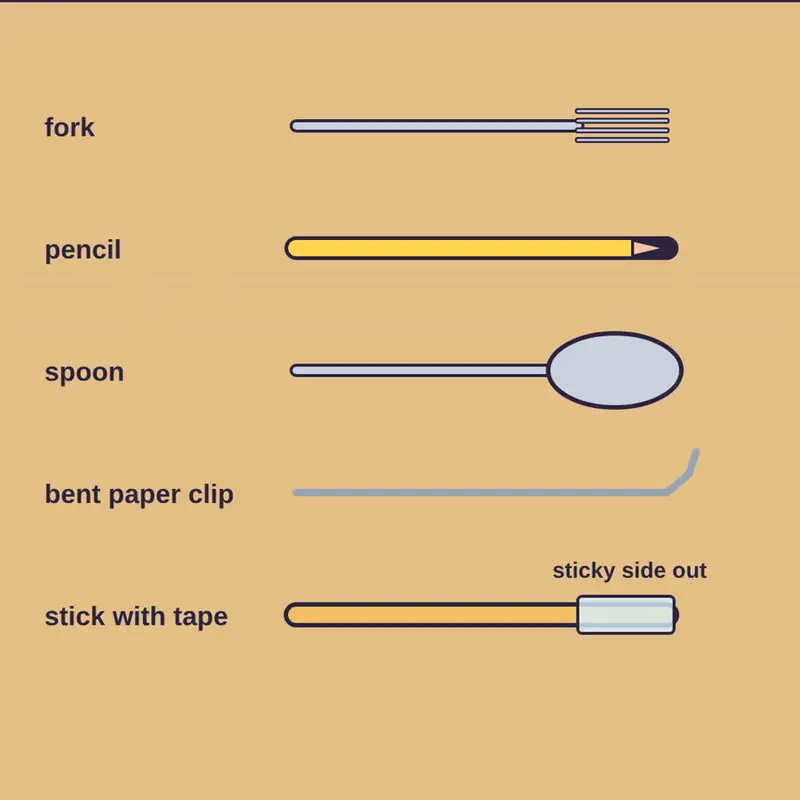 fork
pencil
spoon
bent paper clip
sticky side out
stick with tape